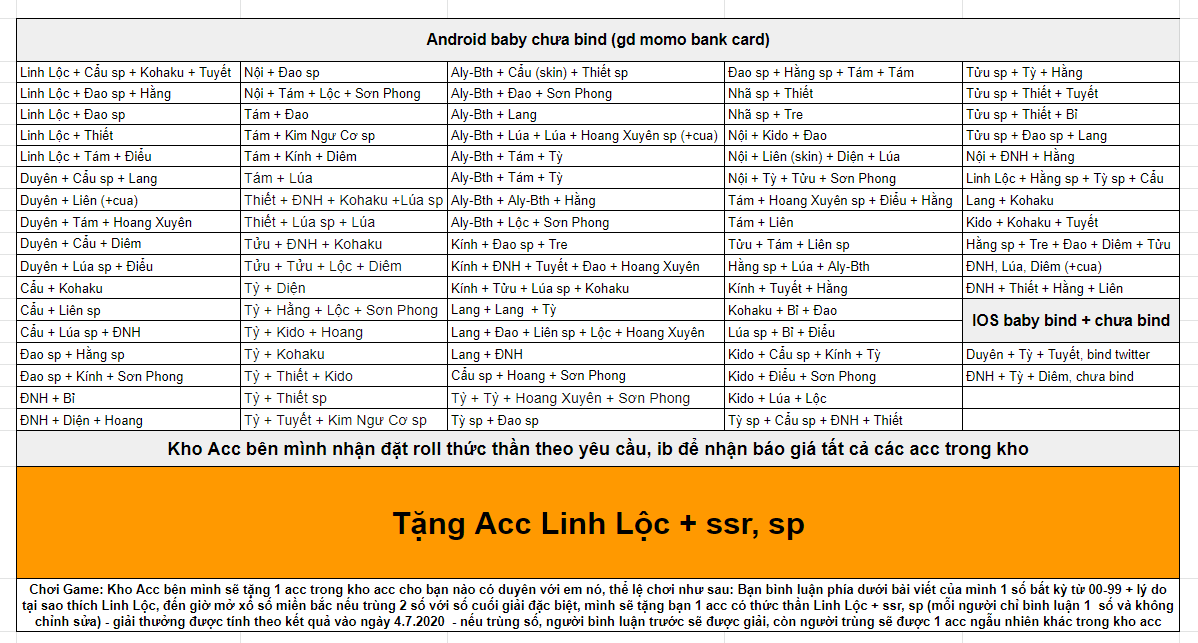 Android baby chưa bind (gd momo bank card)
Linh Lộc + Cẩu sp + Kohaku + Tuyết	Nội + Đao sp	Aly-Bth + Cẩu (skin) + Thiết sp	Đao sp + Hằng sp + Tám + Tám	Tửu sp + Tỳ + Hằng
Linh Lộc + Đao sp + Hằng	Nội + Tám + Lộc + Sơn Phong	Aly-Bth + Đao + Sơn Phong	Nhã sp + Thiết	Tửu sp + Thiết + Tuyết
Linh Lộc + Đao sp	Tám + Đao	Aly-Bth + Lang	Nhã sp + Tre	Tửu sp + Thiết + Bỉ
Linh Lộc + Thiết	Tám + Kim Ngư Cơ sp	Aly-Bth + Lúa + Lúa + Hoang Xuyên sp (+cua)	Nội + Kido + Đao	Tửu sp + Đao sp + Lang
Linh Lộc + Tám + Điểu	Tám + Kính + Diêm	Aly-Bth + Tám + Tỳ	Nội + Liên (skin) + Diện + Lúa	Nội + ĐNH + Hằng
Duyên + Cẩu sp + Lang	Tám + Lúa	Aly-Bth + Tám + Tỳ	Nội + Tỳ + Tửu + Sơn Phong	Linh Lộc + Hằng sp + Tỳ sp + Cẩu
Duyên + Liên (+cua)	Thiết + ĐNH + Kohaku +Lúa sp	Aly-Bth + Aly-Bth + Hằng	Tám + Hoang Xuyên sp + Điểu + Hằng	Lang + Kohaku
Duyên + Tám + Hoang Xuyên	Thiết + Lúa sp + Lúa	Aly-Bth + Lộc + Sơn Phong	Tám + Liên	Kido + Kohaku + Tuyết
Duyên + Cẩu + Diêm	Tửu + ĐNH + Kohaku	Kính + Đao sp + Tre	Tửu + Tám + Liên sp	Hằng sp + Tre + Đao + Diêm + Tửu
Duyên + Lúa sp + Điểu	Tửu + Tửu + Lộc + Diêm	Kính + ĐNH + Tuyết + Đao + Hoang Xuyên	Hằng sp + Lúa + Aly-Bth	ĐNH, Lúa, Diêm (+cua)
Cẩu + Kohaku	Tỷ + Diện	Kính + Tửu + Lúa sp + Kohaku	Kính + Tuyết + Hằng	ĐNH + Thiết + Hằng + Liên
Cẩu + Liên sp	Tỷ + Hằng + Lộc + Sơn Phong	Lang + Lang + Tỳ	Kohaku + Bỉ + Đao
IOS baby bind + chưa bind
Cẩu + Lúa sp + ĐNH	Tỷ + Kido + Hoang	Lang + Đao + Liên sp + Lộc + Hoang Xuyên	Lúa sp + Bỉ + Điểu
Đao sp + Hằng sp	Tỷ + Kohaku	Lang + ĐNH	Kido + Cẩu sp + Kính + Tỳ	Duyên + Tỳ + Tuyết, bind twitter
Đao sp + Kính + Sơn Phong	Tỷ + Thiết + Kido	Cẩu sp + Hoang + Sơn Phong	Kido + Điểu + Sơn Phong	ĐNH + Tỳ + Diêm, chưa bind
ĐNH + Bỉ	Tỷ + Thiết sp	Tỷ + Tỷ + Hoang Xuyên + Sơn Phong	Kido + Lúa + Lộc
ĐNH + Diện + Hoang	Tỷ + Tuyết + Kim Ngư Cơ sp	Tỳ sp + Đao sp	Tỳ sp + Cẩu sp + ĐNH + Thiết
Kho Acc bên mình nhận đặt roll thức thần theo yêu cầu, ib để nhận báo giá tất cả các acc trong kho
Tặng Acc Linh Lộc + ssr, sp
Chơi Game: Kho Acc bên mình sẽ tặng 1 acc trong kho acc cho bạn nào có duyên với em nó, thể lệ chơi như sau: Bạn bình luận phía dưới bài viết của mình 1 số bất kỳ từ 00-99 + lý do
tại sao thích Linh Lộc, đến giờ mở xổ số miền bắc nếu trùng 2 số với số cuối giải đặc biệt, mình sẽ tặng bạn 1 acc có thức thần Linh Lộc + ssr, sp (mỗi người chỉ bình luận 1 số và không
chỉnh sửa) - giải thưởng được tính theo kết quả vào ngày 4.7.2020 - nếu trùng số, người bình luận trước sẽ được giải, còn người trùng sẽ được 1 acc ngẫu nhiên khác trong kho acc